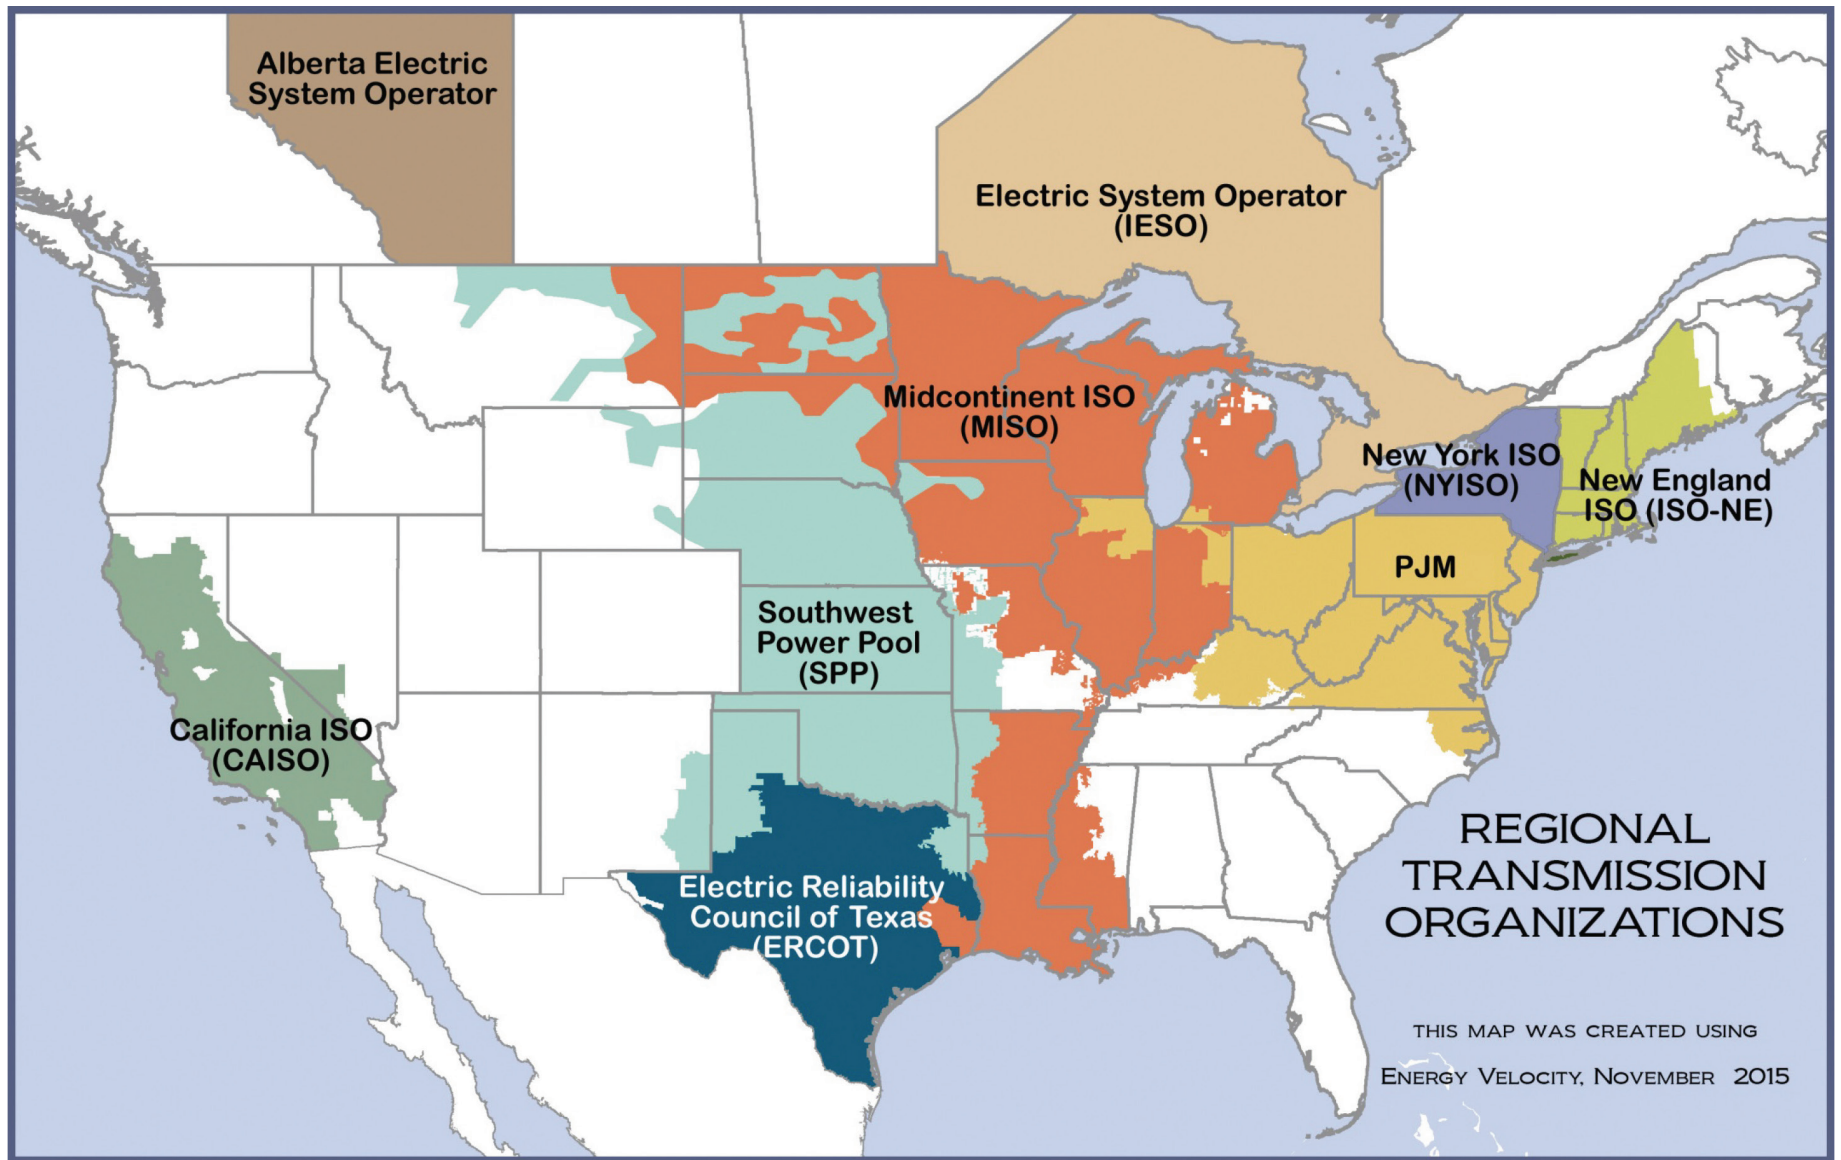 Alberta Electric
System Operator
Electric System Operator
(IESO)
Midcontinent ISO
(MISO)
New York ISO
(NYISO)
New England
ISO (ISO-NE)
PJM
Southwest
Power Pool
(SPP)
California ISO
(CAISO)
Electric Reliability
Council of Texas
(ERCOT)
REGIONAL
TRANSMISSION
ORGANIZATIONS
THIS MAP WAS CREATED USING
ENERGY VELOCITY, NOVEMBER 2015